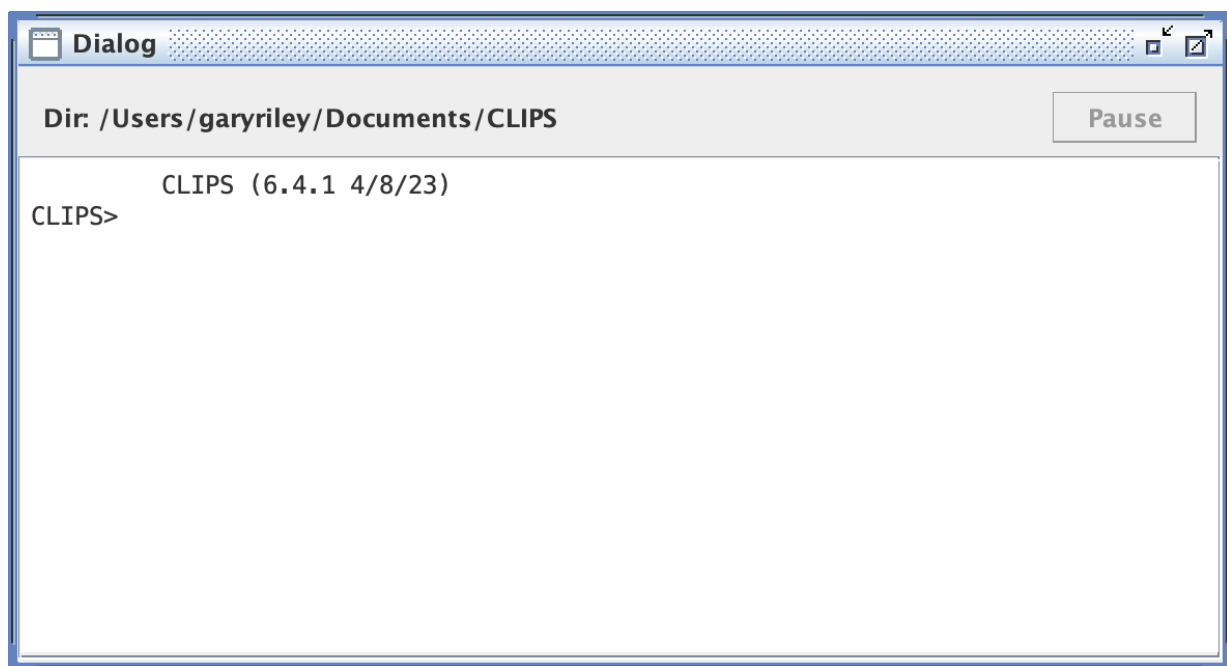 Dialog
Dir: /Users/garyriley/Documents/CLIPS
Pause
CLIPS (6.4.1 4/8/23)
CLIPS>